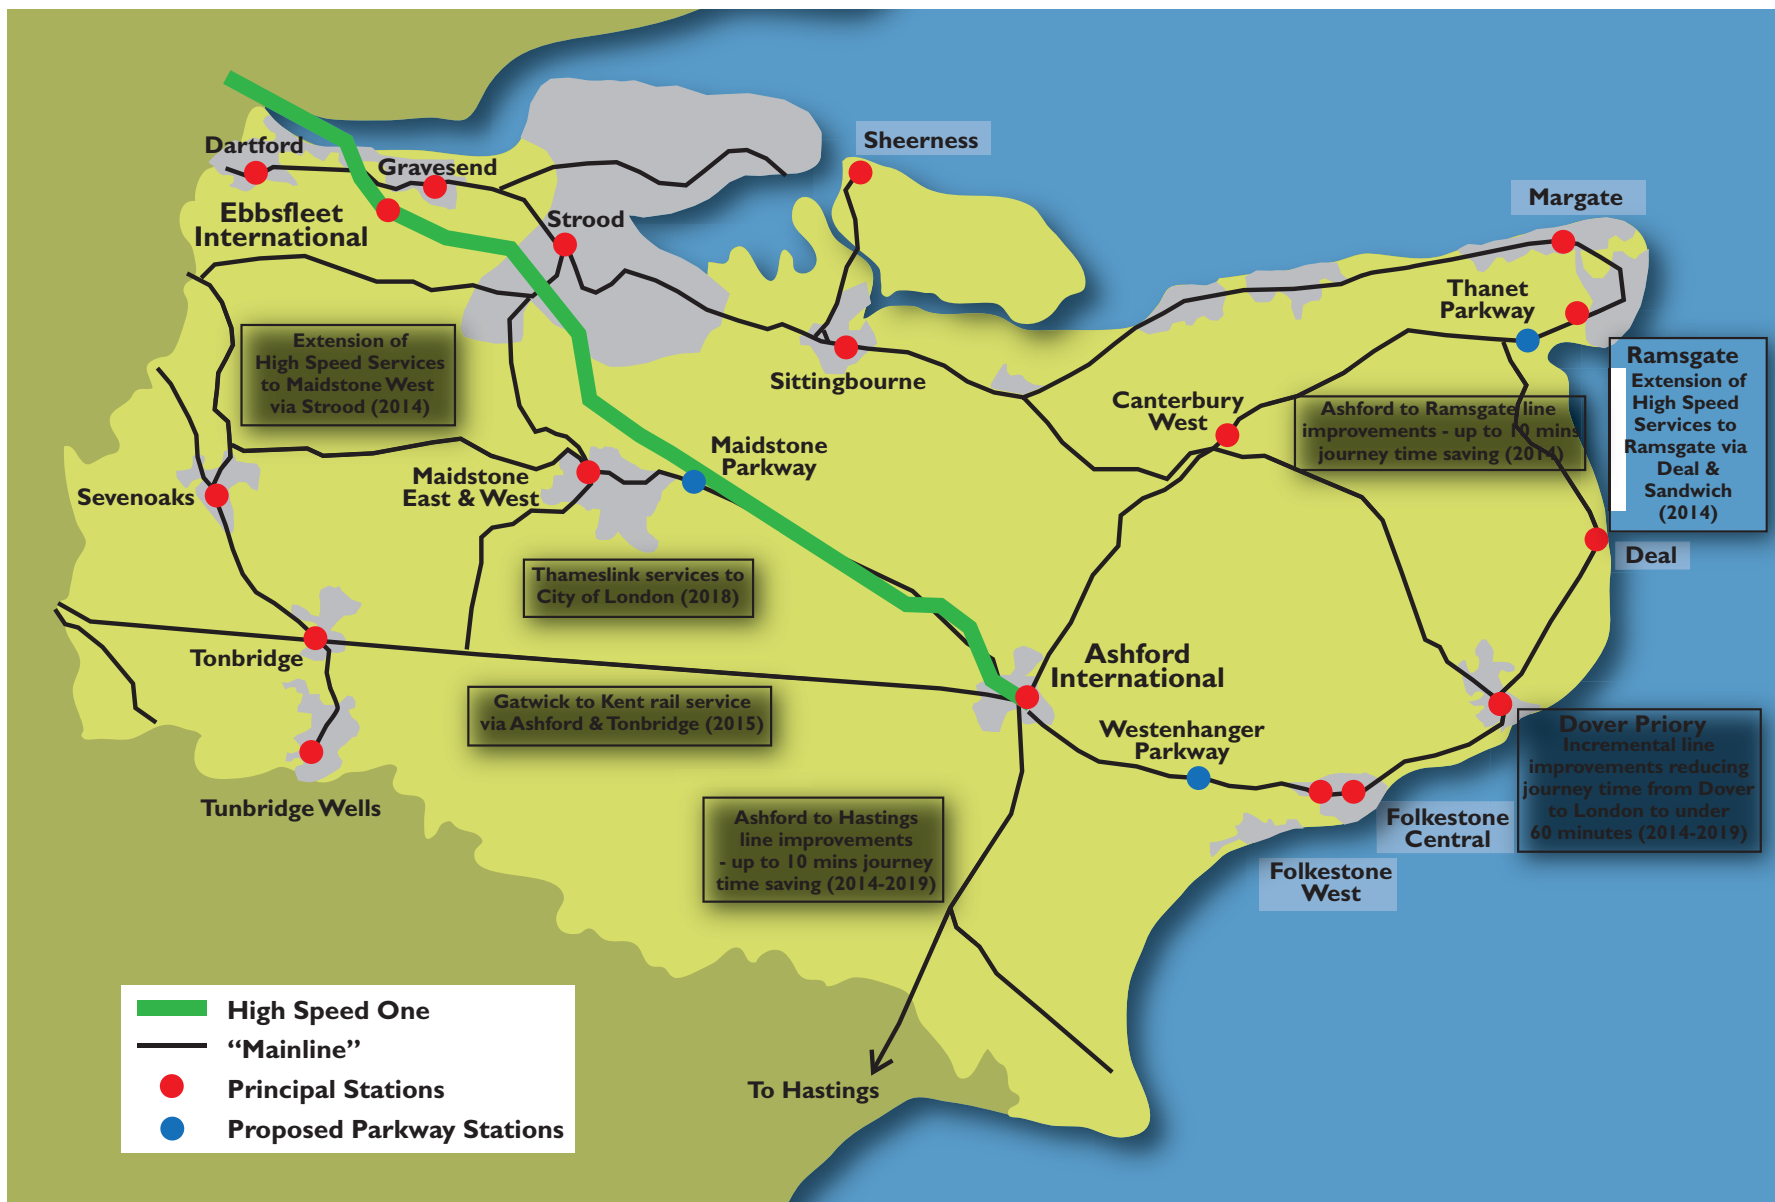 Dartford
Gravesend
Ebbsfleet
International
Strood
Sheerness
Margate
Thanet
Parkway
Extension of
High Speed Services
to Maidstone West
via Strood (2014)
Sittingbourne
Ramsgate
Extension of
High Speed
Services to
Ramsgate via
Deal &
Sandwich
(2014)
Canterbury
West
Ashford to Ramsgate line
improvements - up to 10 mins
journey time saving (2014)
Maidstone
Parkway
Maidstone
East & West
Sevenoaks
Deal
Thameslink services to
City of London (2018)
Tonbridge
Ashford
International
Gatwick to Kent rail service
via Ashford & Tonbridge (2015)
Westenhanger
Parkway
Dover Priory
Incremental line
improvements reducing
journey time from Dover
to London to under
60 minutes (2014-2019)
Tunbridge Wells
Ashford to Hastings
line improvements
- up to 10 mins journey
time saving (2014-2019)
Folkestone
Central
Folkestone
West
High Speed One
“Mainline”
Principal Stations
Proposed Parkway Stations
To Hastings